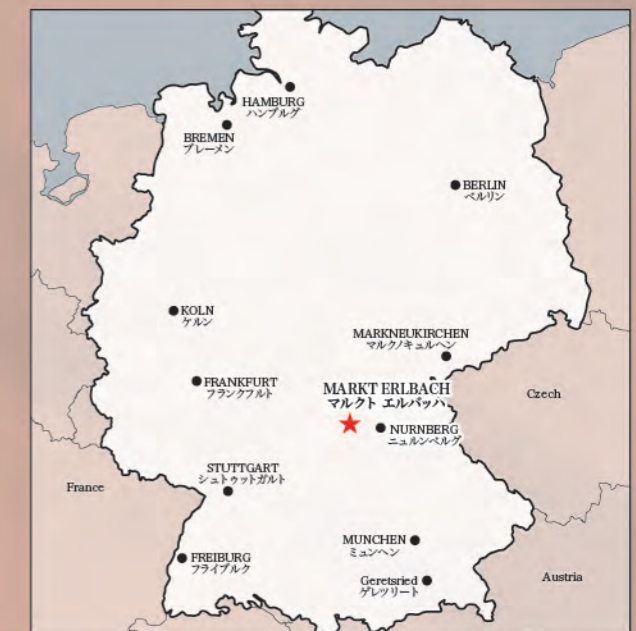 HAMBURG
ハンブルグ
BREMEN
ブレーメン
BERLIN
ベルリン
KOLN
ケルン
MARKNEUKIRCHEN
マルクノキュルヘン
FRANKFURT
フランクフルト
MARKT ERLBACH
マルクト エルバッハ
Czech
NURNBERG
ニュルンベルグ
STUTTGART
シュトゥットガルト
France
MUNCHEN
ミュンヘン
FREIBURG
フライブルク
Geretsried
ゲレツリート
Austria